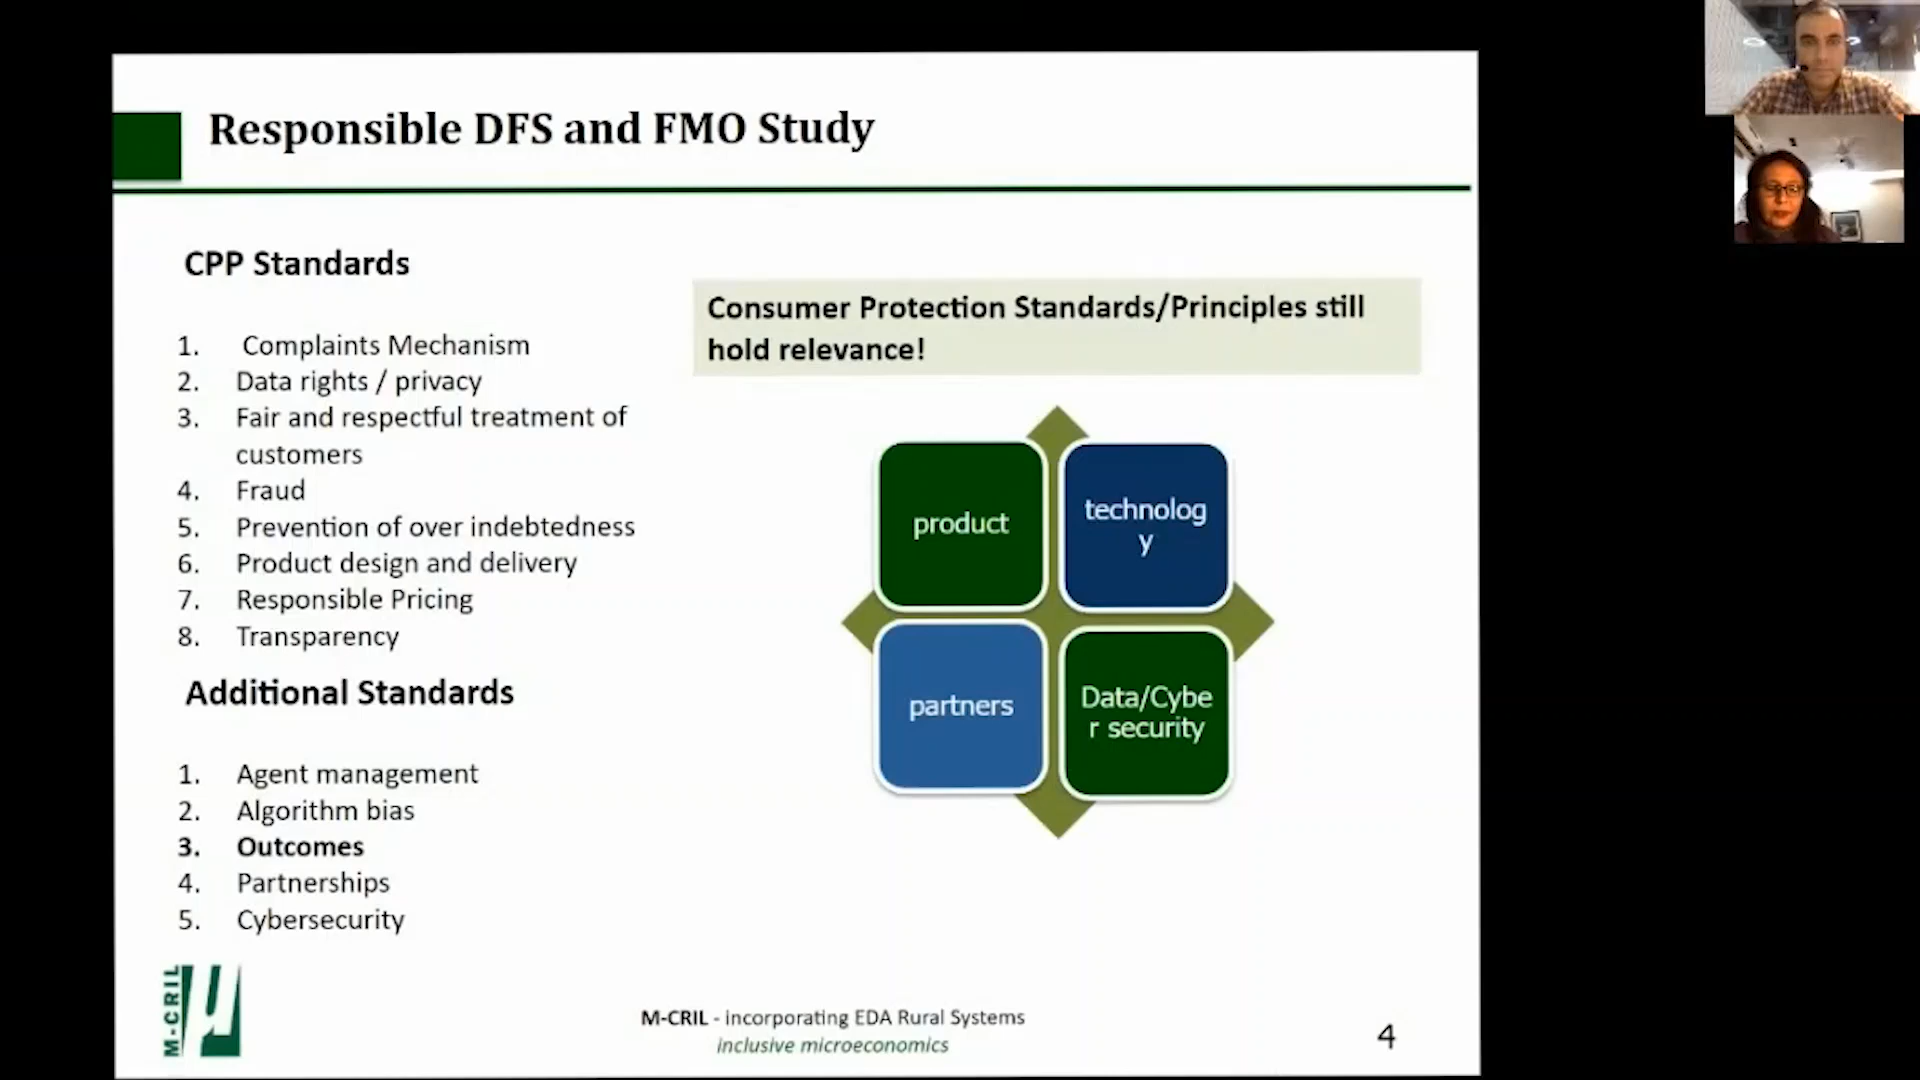 Responsible DFS and FMO Study
CPP Standards
1. Complaints Mechanism
2. Data rights / privacy
3. Fair and respectful treatment of
customers
4. Fraud
5. Prevention of over indebtedness
6. Product design and delivery
7. Responsible Pricing
8. Transparency
Additional Standards
1. Agent management
2. Algorithm bias
3. Outcomes
4. Partnerships
5. Cybersecurity
Consumer Protection Standards/Principles still
hold relevance!
product
technolog
y
partners
Data/Cybe
r security
M-CRIL
μ
M-CRIL - incorporating EDA Rural Systems
inclusive microeconomics
4